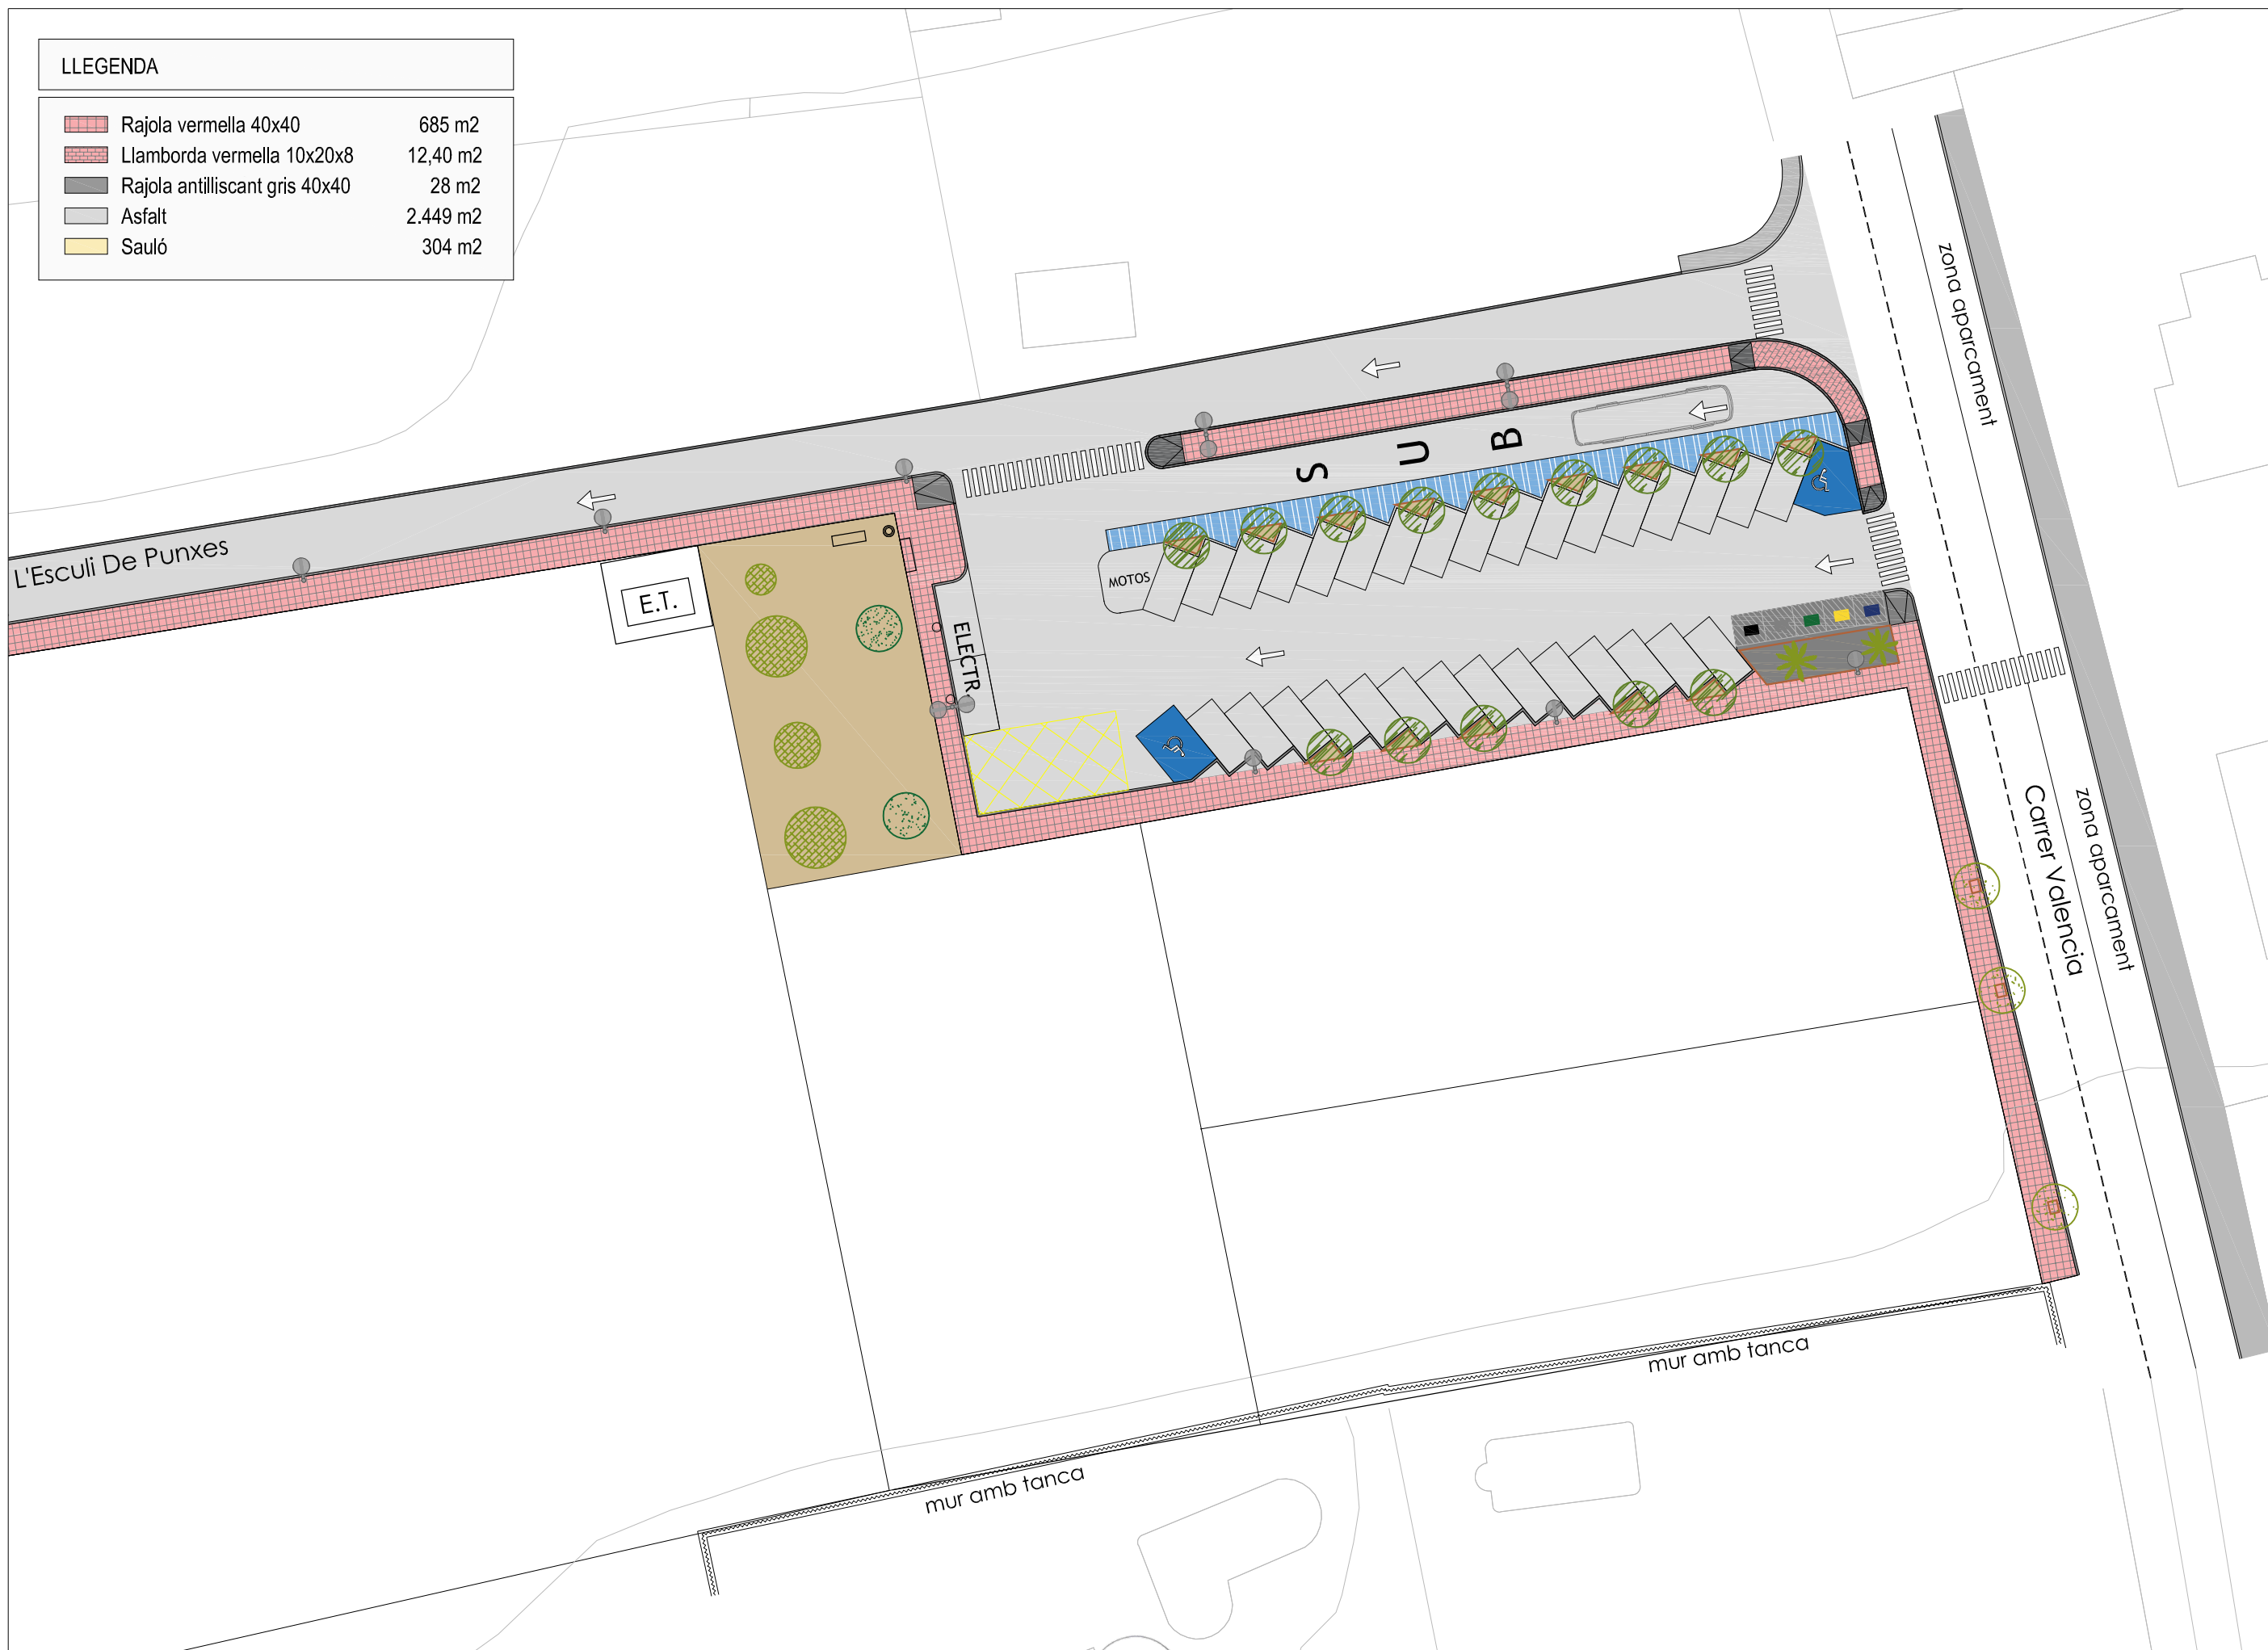 LLEGENDA
Rajola vermella 40x40 685 m2
Llamborda vermella 10x20x8 12,40 m2
Rajola antilliscant gris 40x40 28 m2
Asfalt 2.449 m2
Sauló 304 m2
zona aparcament
S U B
L'Esculi De Punxes
MOTOS
E.T.
ELECTR.
Carrer Valencia
zona aparcament
mur amb tanca
mur amb tanca